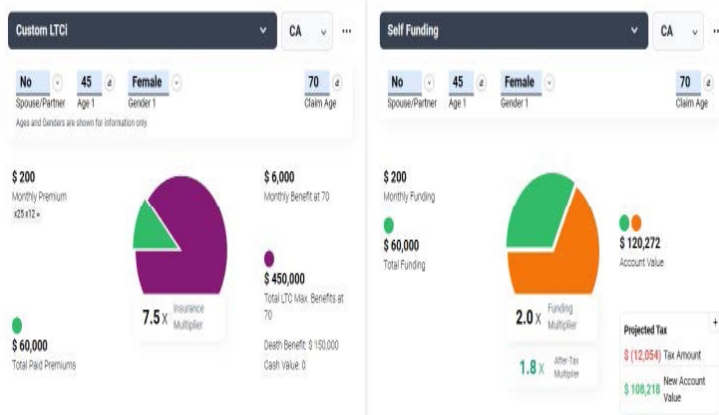 Custom LTCi
CA
...
No
45
Female
70
Spouse/Partner
Age 1
Gender 1
Claim Age
Ages and Genders are shown for information only.
$ 200
Monthly Premium
x25 x12 =
$ 60,000
Total Paid Premiums
7.5 x
Insurance
Multiplier
$ 6,000
Monthly Benefit at 70
$ 450,000
Total LTC Max. Benefits at
70
Death Benefit: $ 150,000
Cash Value: 0
Self Funding
CA
No
45
Female
70
Spouse/Partner
Age 1
Gender 1
Claim Age
$ 200
Monthly Funding
$ 60,000
Total Funding
2.0 x
Funding
Multiplier
1.8 x
After-Tax
Multiplier
$ 120,272
Account Value
Projected Tax
+
$ (12,054) Tax Amount
$ 108,218 New Account
Value